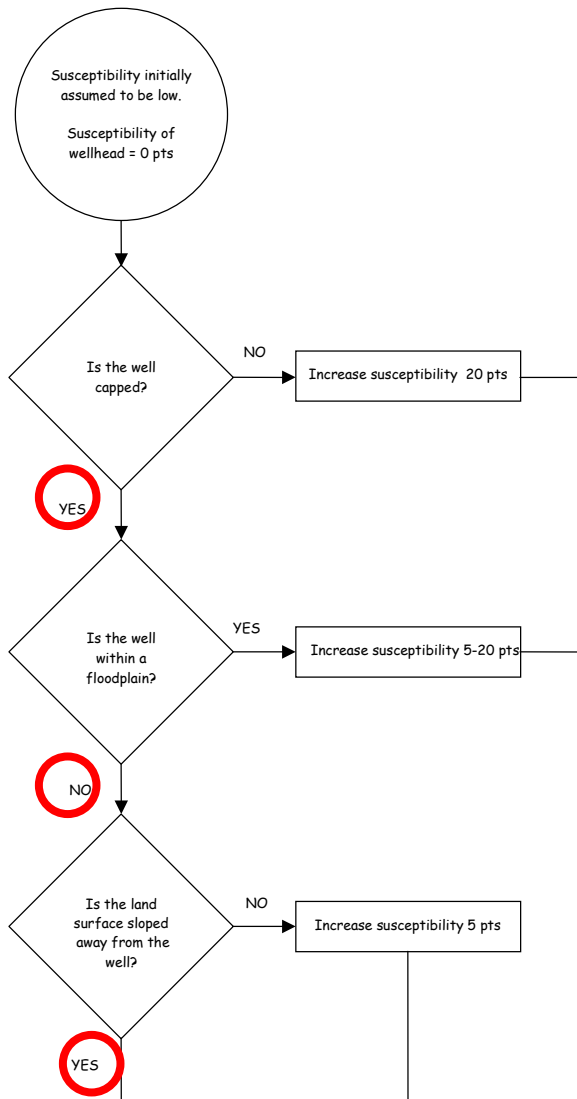 Susceptibility initially
assumed to be low.
Susceptibility of
wellhead = 0 pts
Is the well
capped?
NO
Increase susceptibility 20 pts
YES
Is the well
within a
floodplain?
YES
Increase susceptibility 5-20 pts
NO
Is the land
surface sloped
away from the
well?
NO
Increase susceptibility 5 pts
YES